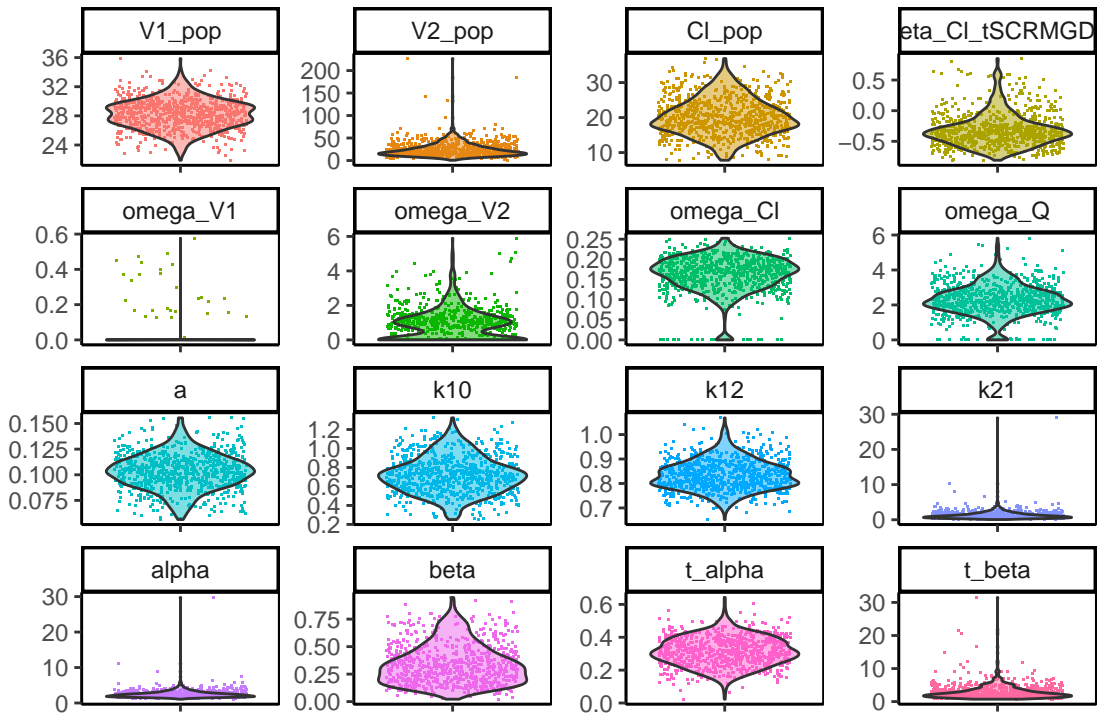 V1_pop V2_pop Cl_pop eta_Cl_tSCRMGD
36 32 28 24
200 150 100 50 0
30 20 10
0.5 0.0 −0.5
omega_V1 omega_V2 omega_Cl omega_Q
0.6 0.4 0.2 0.0
6 4 2 0
0.25 0.20 0.15 0.10 0.05 0.00
6 4 2 0
a k10 k12 k21
0.150 0.125 0.100 0.075
1.2 1.0 0.8 0.6 0.4 0.2
1.0 0.9 0.8 0.7
30 20 10 0
alpha beta t_alpha t_beta
30 20 10 0
0.75 0.50 0.25 0.00
0.6 0.4 0.2 0.0
30 20 10 0